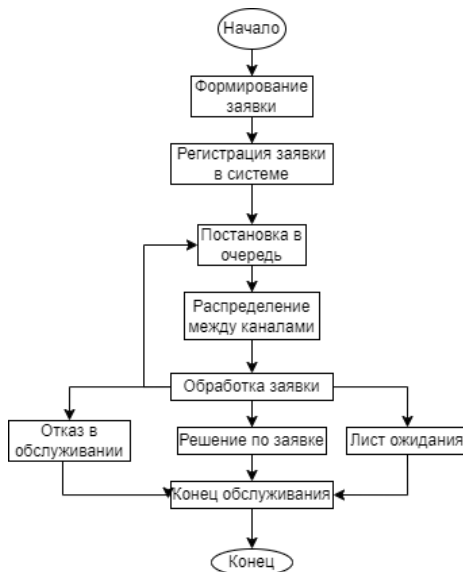 Начало
Формирование
заявки
Регистрация заявки
в системе
Постановка в
очередь
Распределение
между каналами
Обработка заявки
Отказ в
обслуживании
Решение по заявке
Лист ожидания
Конец обслуживания
Конец